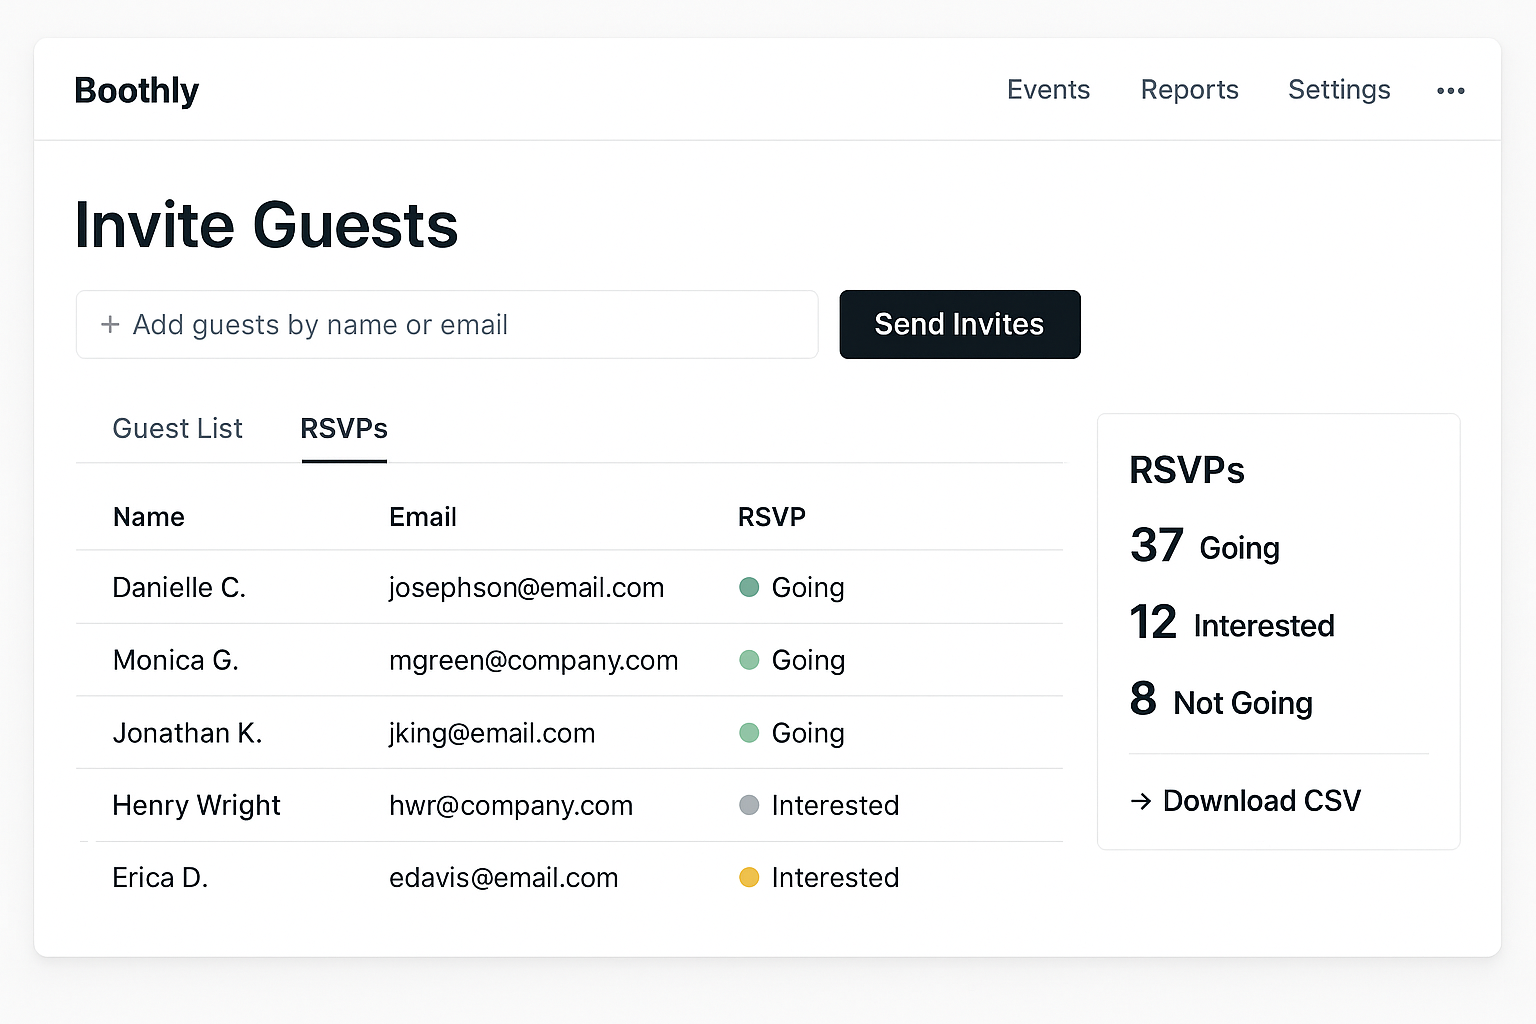 Boothly
Events Reports Settings
Invite Guests
+ Add guests by name or email
Send Invites
Guest List RSVPs
Name Email RSVP
Danielle C. josephson@email.com Going
Monica G. mgreen@company.com Going
Jonathan K. jking@email.com Going
Henry Wright hwr@company.com Interested
Erica D. edavis@email.com Interested
RSVPs
37 Going
12 Interested
8 Not Going
→ Download CSV